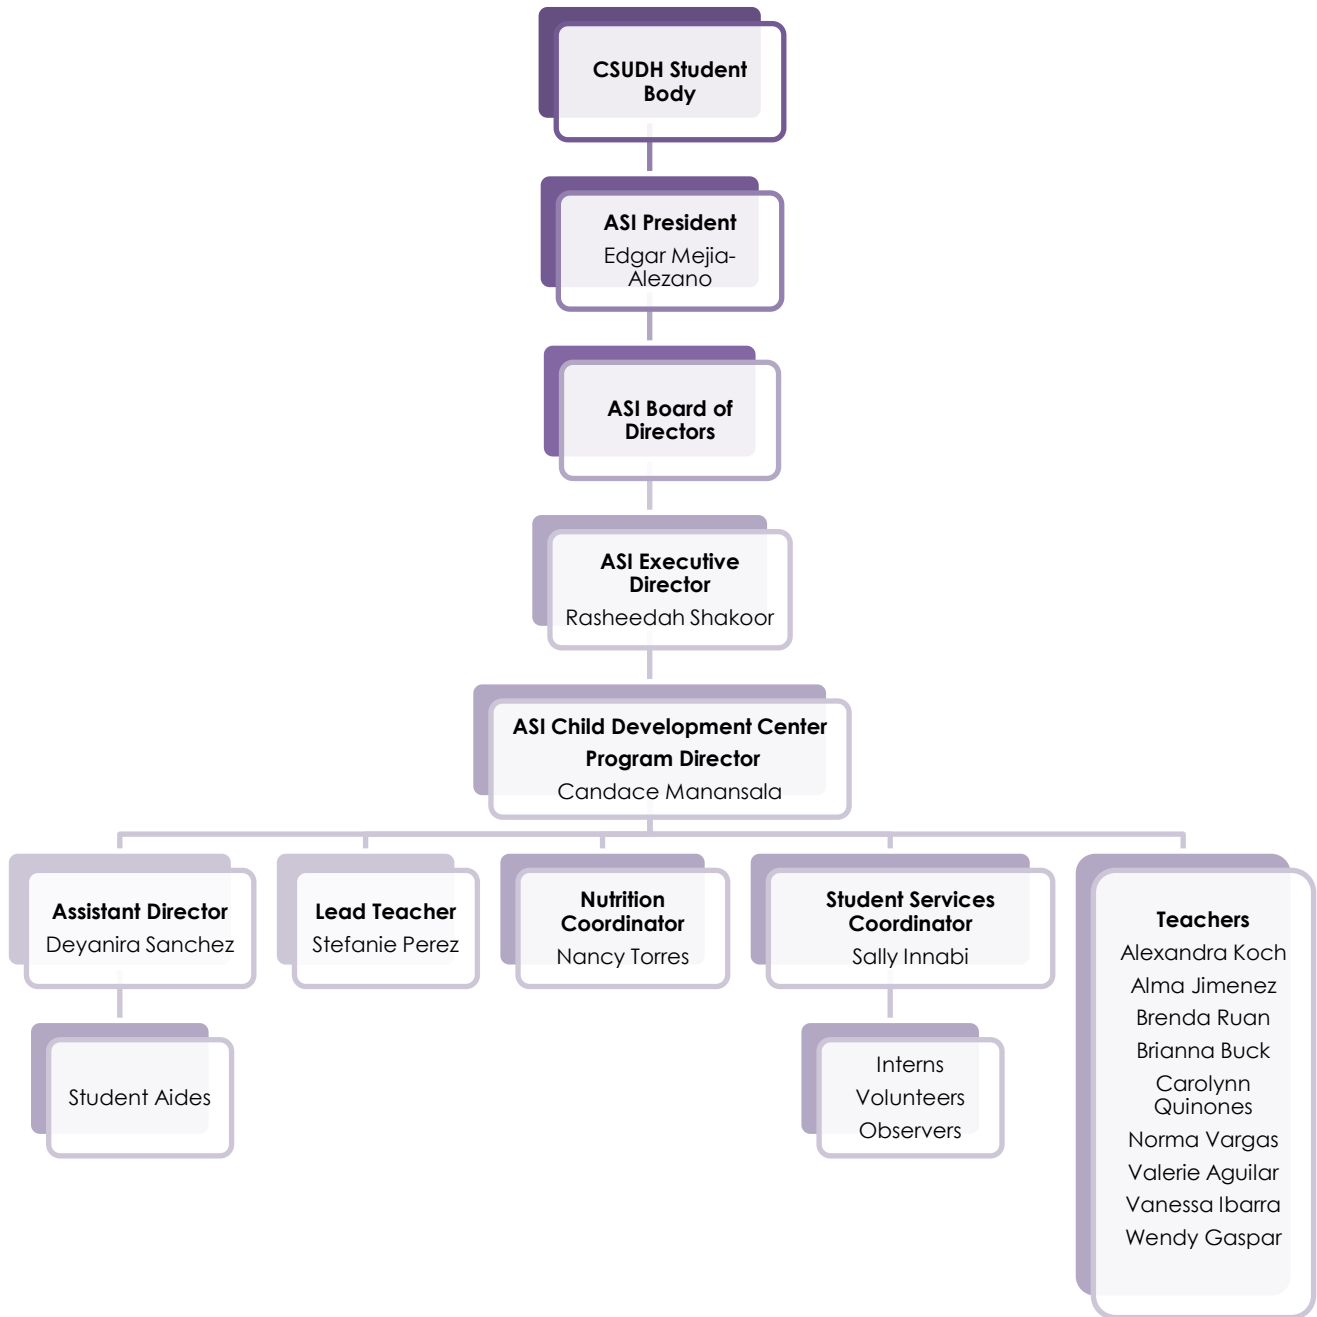 CSUDH Student
Body
ASI President
Edgar Mejia-
Alezano
ASI Board of
Directors
ASI Executive
Director
Rasheedah Shakoor
ASI Child Development Center
Program Director
Candace Manansala
Assistant Director
Deyanira Sanchez
Lead Teacher
Stefanie Perez
Nutrition
Coordinator
Nancy Torres
Student Services
Coordinator
Sally Innabi
Teachers
Alexandra Koch
Alma Jimenez
Brenda Ruan
Brianna Buck
Carolynn
Quinones
Norma Vargas
Valerie Aguilar
Vanessa Ibarra
Wendy Gaspar
Student Aides
Interns
Volunteers
Observers